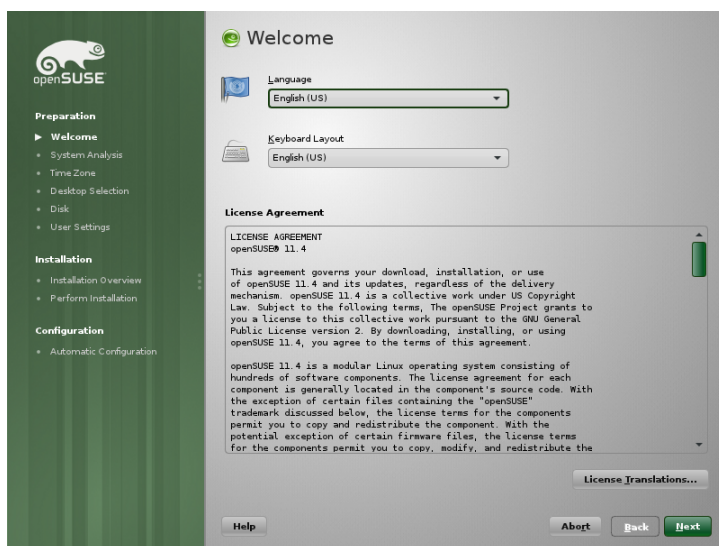 openSUSE
Preparation
Welcome
System Analysis
Time Zone
Desktop Selection
Disk
User Settings
Installation
Installation Overview
Perform Installation
Configuration
Automatic Configuration
Welcome
Language
English (US)
Keyboard Layout
English (US)
License Agreement
LICENSE AGREEMENT
openSUSE® 11.4
This agreement governs your download, installation, or use
of openSUSE 11.4 and its updates, regardless of the delivery
mechanism. openSUSE 11.4 is a collective work under US Copyright
Law. Subject to the following terms, The openSUSE Project grants to
you a license to this collective work pursuant to the GNU General
Public License version 2. By downloading, installing, or using
openSUSE 11.4, you agree to the terms of this agreement.
openSUSE 11.4 is a modular Linux operating system consisting of
hundreds of software components. The license agreement for each
component is generally located in the component's source code. With
the exception of certain files containing the "openSUSE"
trademark discussed below, the license terms for the components
permit you to copy and redistribute the component. With the
potential exception of certain firmware files, the license terms
for the components permit you to copy, modify, and redistribute the
License Translations...
Help
Abort
Back
Next